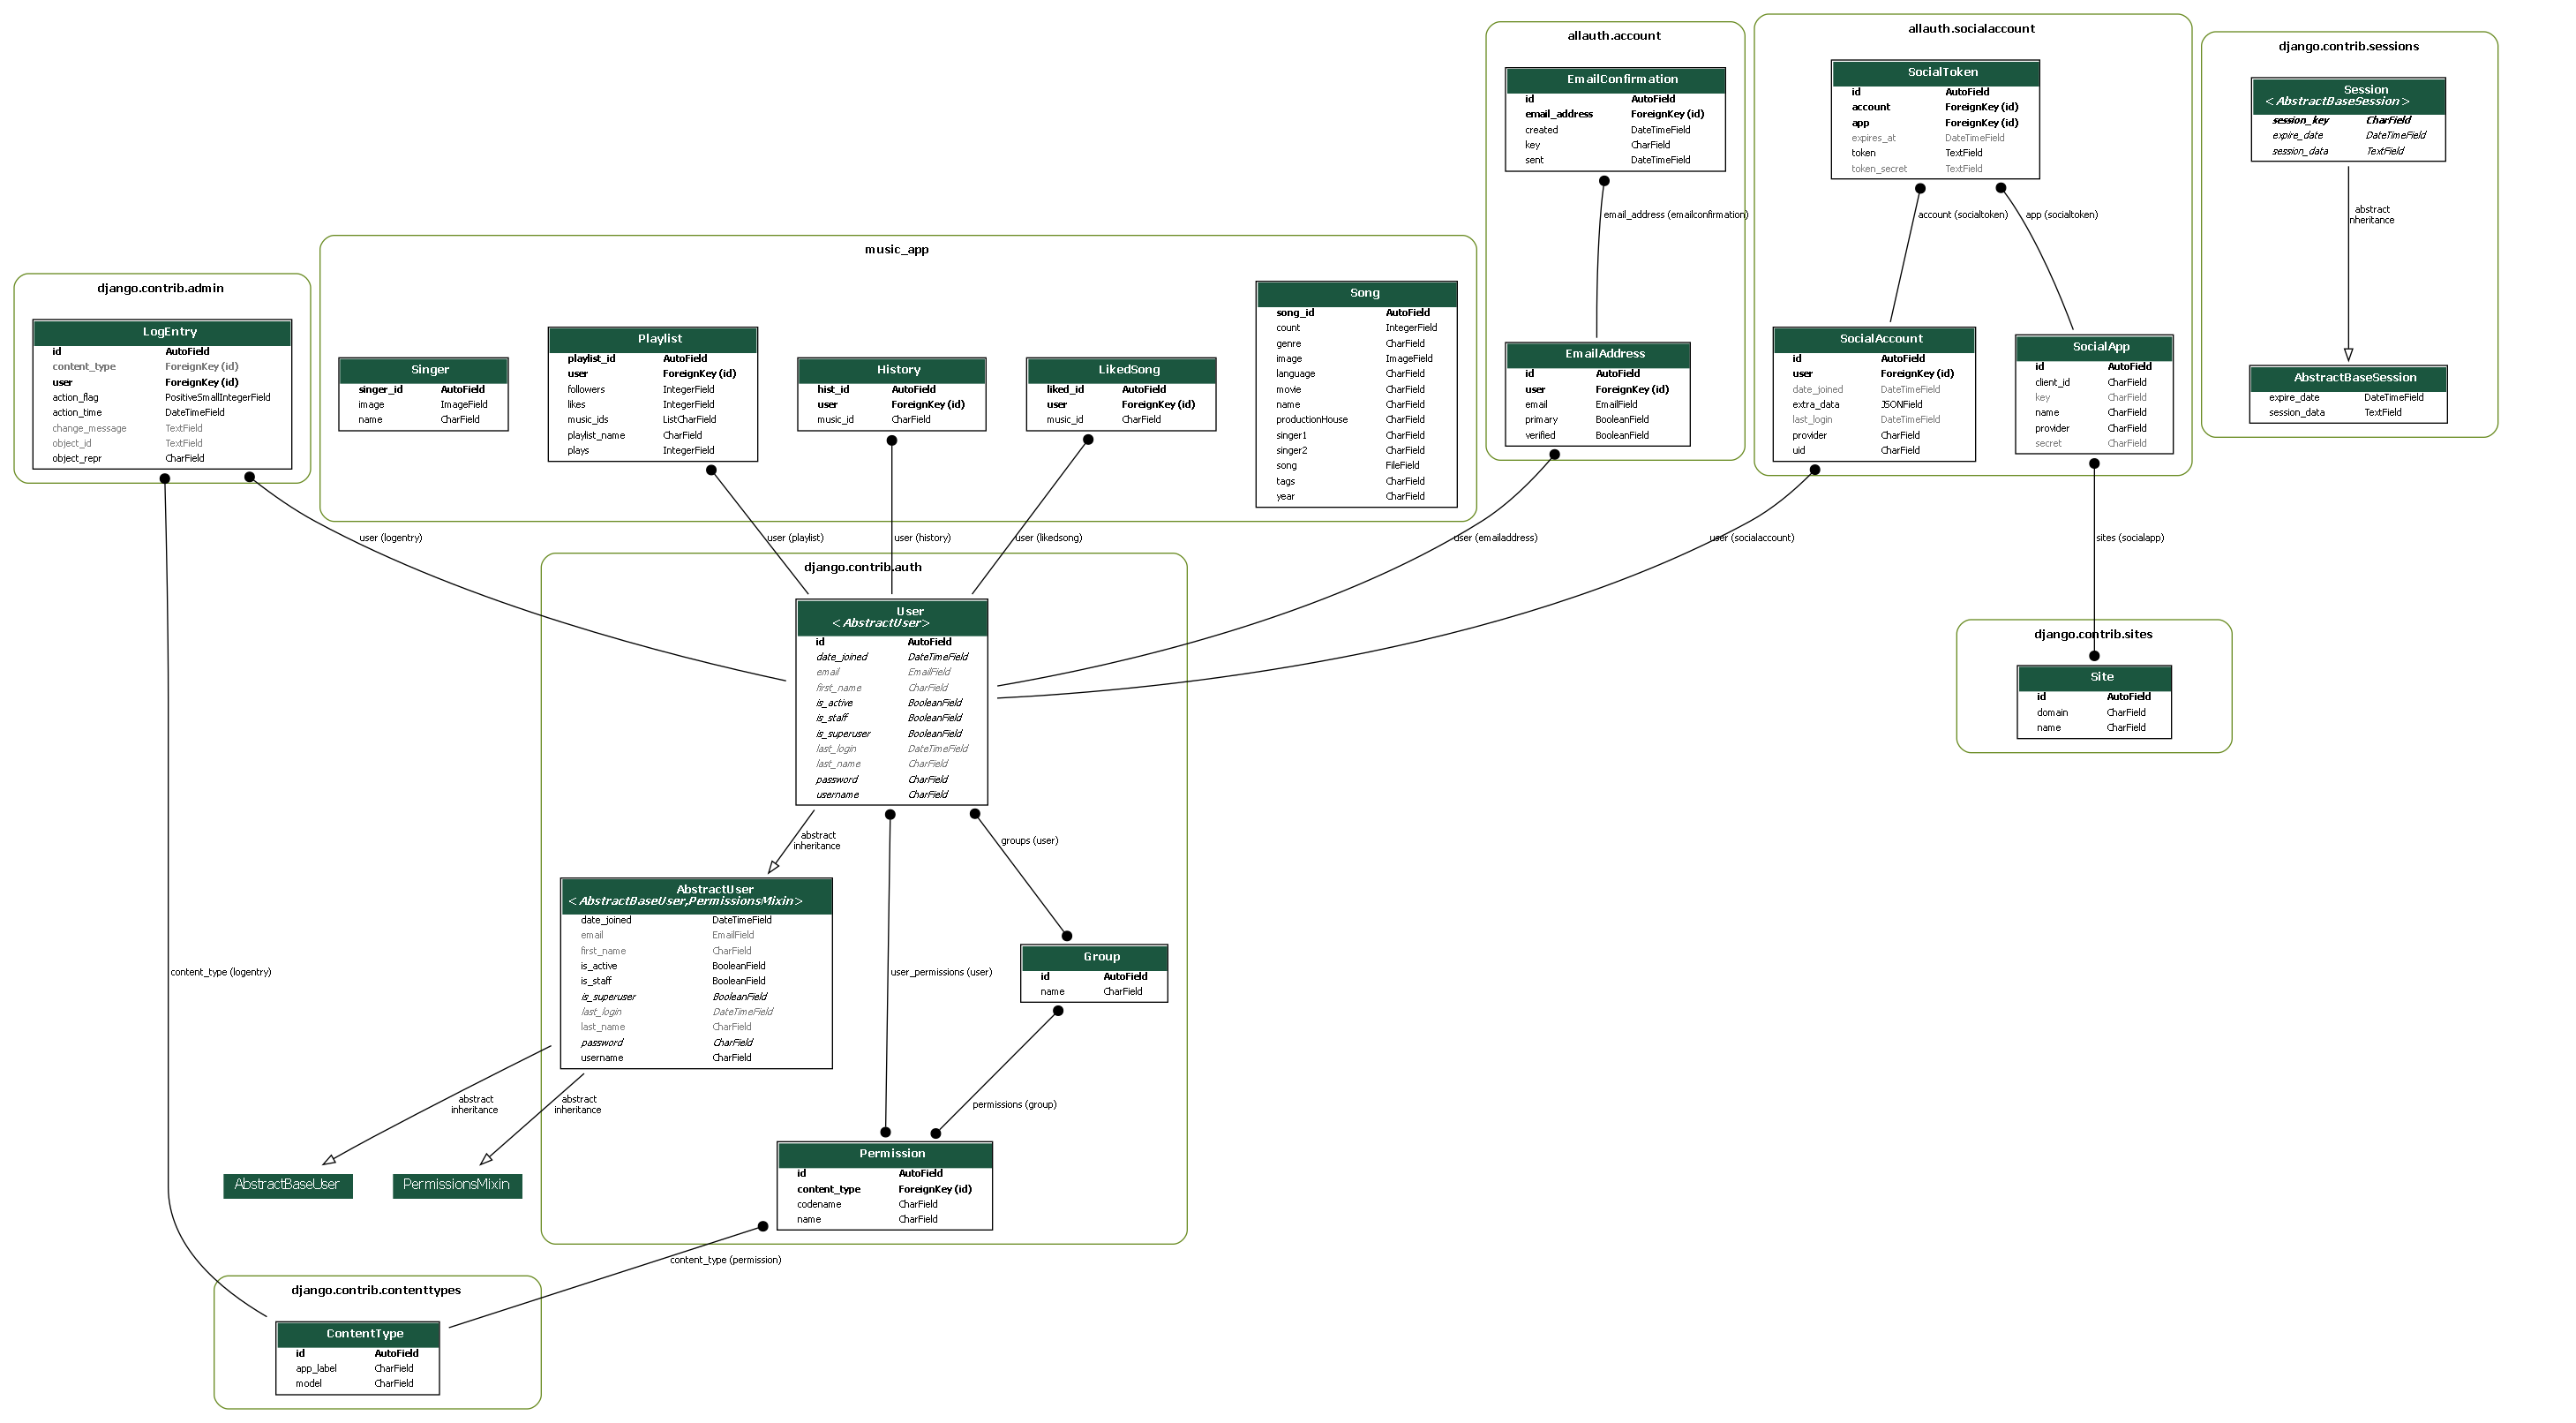 allauth.account
EmailConfirmation
id AutoField
email_address ForeignKey (id)
created DateTimeField
key CharField
sent DateTimeField
email_address (emailconfirmation)
EmailAddress
id AutoField
user ForeignKey (id)
email EmailField
primary BooleanField
verified BooleanField
allauth.socialaccount
SocialToken
id AutoField
account ForeignKey (id)
app ForeignKey (id)
expires_at DateTimeField
token TextField
token_secret TextField
account (socialtoken)
app (socialtoken)
SocialAccount
id AutoField
user ForeignKey (id)
date_joined DateTimeField
extra_data JSONField
last_login DateTimeField
provider CharField
uid CharField
SocialApp
id AutoField
client_id CharField
key CharField
name CharField
provider CharField
secret CharField
django.contrib.sessions
Session
<AbstractBaseSession>
session_key CharField
expire_date DateTimeField
session_data TextField
abstract
inheritance
AbstractBaseSession
expire_date DateTimeField
session_data TextField
django.contrib.admin
LogEntry
id AutoField
content_type ForeignKey (id)
user ForeignKey (id)
action_flag PositiveSmallIntegerField
action_time DateTimeField
change_message TextField
object_id TextField
object_repr CharField
music_app
Singer
singer_id AutoField
image ImageField
name CharField
Playlist
playlist_id AutoField
user ForeignKey (id)
followers IntegerField
likes IntegerField
music_ids ListCharField
playlist_name CharField
plays IntegerField
History
hist_id AutoField
user ForeignKey (id)
music_id CharField
LikedSong
liked_id AutoField
user ForeignKey (id)
music_id CharField
Song
song_id AutoField
count IntegerField
genre CharField
image ImageField
language CharField
movie CharField
name CharField
productionHouse CharField
singer1 CharField
singer2 CharField
song FileField
tags CharField
year CharField
user (logentry)
user (playlist)
user (history)
user (likedsong)
user (emailaddress)
user (socialaccount)
sites (socialapp)
django.contrib.auth
User
<AbstractUser>
id AutoField
date_joined DateTimeField
email EmailField
first_name CharField
is_active BooleanField
is_staff BooleanField
is_superuser BooleanField
last_login DateTimeField
last_name CharField
password CharField
username CharField
django.contrib.sites
Site
id AutoField
domain CharField
name CharField
abstract
inheritance
groups (user)
AbstractUser
<AbstractBaseUser,PermissionsMixin>
date_joined DateTimeField
email EmailField
first_name CharField
is_active BooleanField
is_staff BooleanField
is_superuser BooleanField
last_login DateTimeField
last_name CharField
password CharField
username CharField
content_type (logentry)
user_permissions (user)
Group
id AutoField
name CharField
abstract
inheritance
abstract
inheritance
permissions (group)
AbstractBaseUser
PermissionsMixin
Permission
id AutoField
content_type ForeignKey (id)
codename CharField
name CharField
content_type (permission)
django.contrib.contenttypes
ContentType
id AutoField
app_label CharField
model CharField